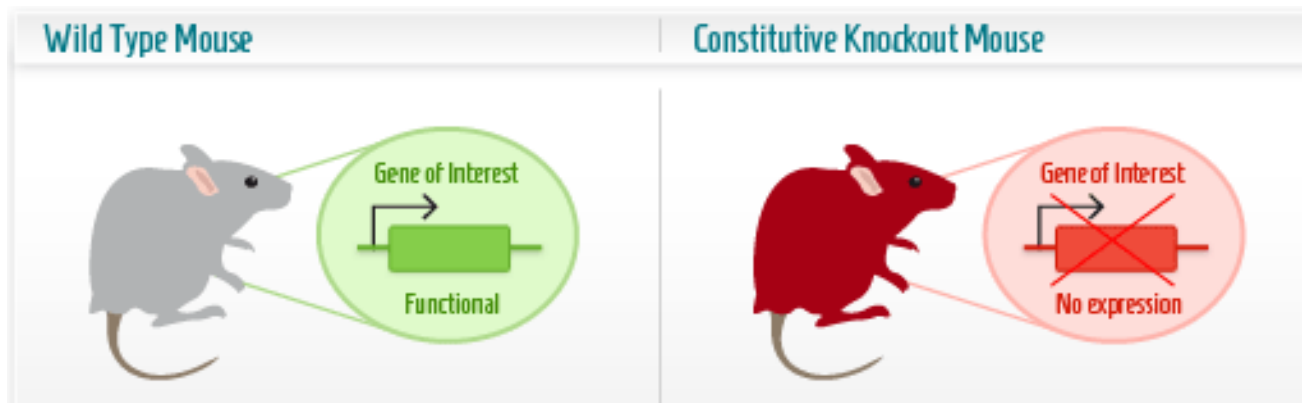 Wild Type Mouse
Constitutive Knockout Mouse
Gene of Interest
Functional
Gene of Interest
No expression